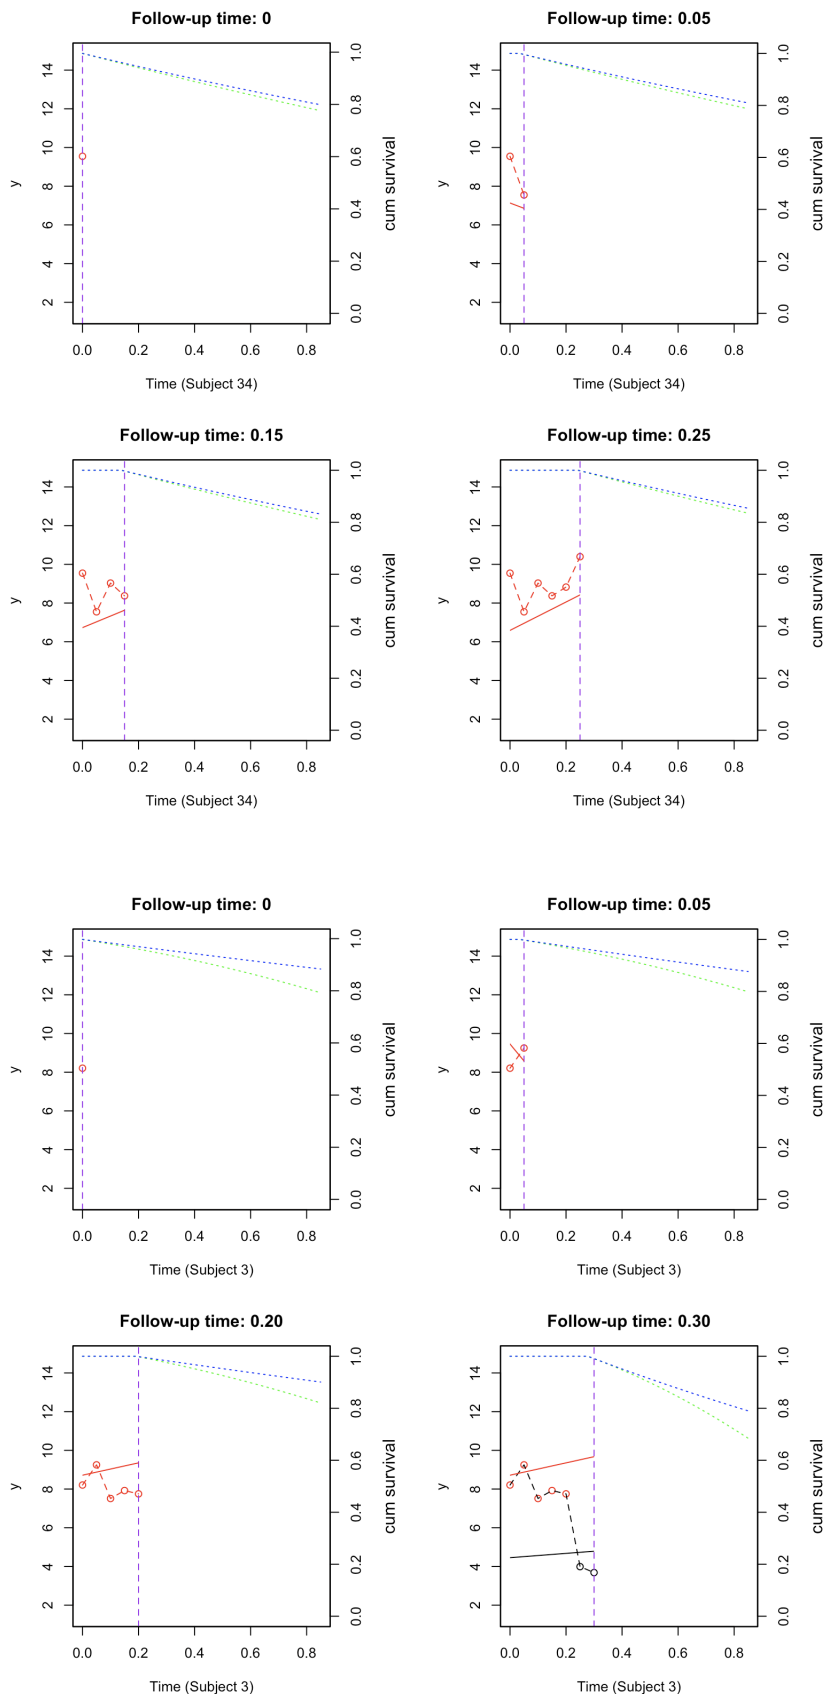 Follow-up time: 0
Follow-up time: 0.05
14
12
10
8
6
4
2
y
1.0
0.8
0.6
0.4
0.2
0.0
cum survival
14
12
10
8
6
4
2
y
1.0
0.8
0.6
0.4
0.2
0.0
cum survival
0.0 0.2 0.4 0.6 0.8
0.0 0.2 0.4 0.6 0.8
Time (Subject 34)
Time (Subject 34)
Follow-up time: 0.15
Follow-up time: 0.25
14
12
10
8
6
4
2
y
1.0
0.8
0.6
0.4
0.2
0.0
cum survival
14
12
10
8
6
4
2
y
1.0
0.8
0.6
0.4
0.2
0.0
cum survival
0.0 0.2 0.4 0.6 0.8
0.0 0.2 0.4 0.6 0.8
Time (Subject 34)
Time (Subject 34)
Follow-up time: 0
Follow-up time: 0.05
14
12
10
8
6
4
2
y
1.0
0.8
0.6
0.4
0.2
0.0
cum survival
14
12
10
8
6
4
2
y
1.0
0.8
0.6
0.4
0.2
0.0
cum survival
0.0 0.2 0.4 0.6 0.8
0.0 0.2 0.4 0.6 0.8
Time (Subject 3)
Time (Subject 3)
Follow-up time: 0.20
Follow-up time: 0.30
14
12
10
8
6
4
2
y
1.0
0.8
0.6
0.4
0.2
0.0
cum survival
14
12
10
8
6
4
2
y
1.0
0.8
0.6
0.4
0.2
0.0
cum survival
0.0 0.2 0.4 0.6 0.8
0.0 0.2 0.4 0.6 0.8
Time (Subject 3)
Time (Subject 3)